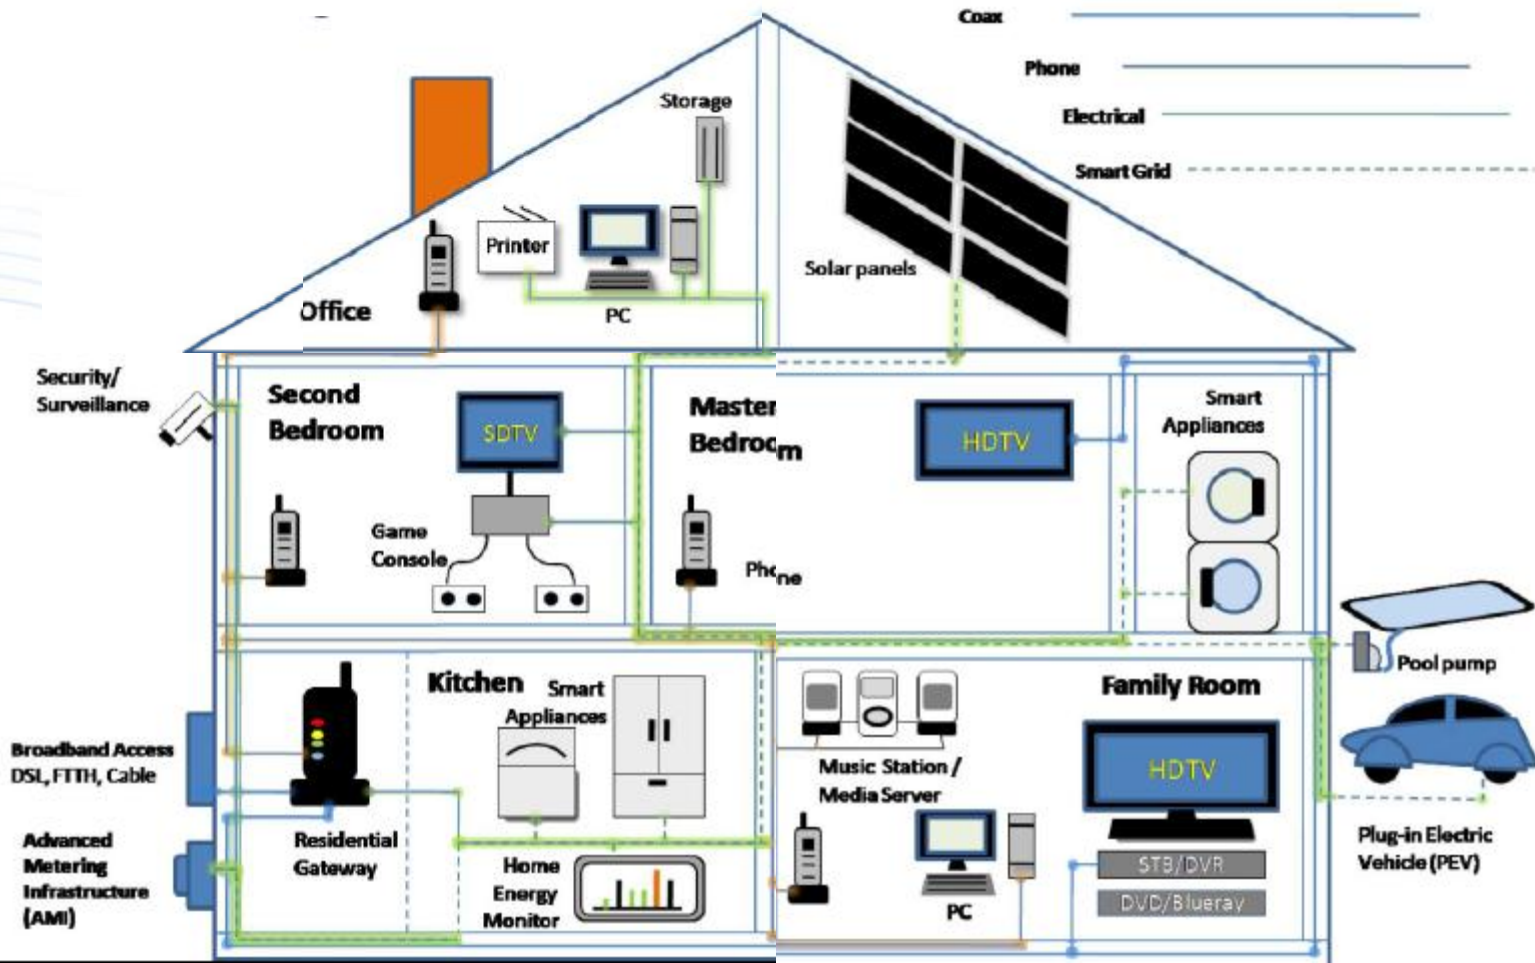 Coax
Phone
Electrical
Smart Grid
Storage
Printer
PC
Office
Solar panels
Security/
Surveillance
Second
Bedroom
SDTV
Game
Console
Master
Bedroom
Phone
HDTV
Smart
Appliances
Pool pump
Plug-in Electric
Vehicle (PEV)
Broadband Access
DSL, FTTH, Cable
Advanced
Metering
Infrastructure
(AMI)
Residential
Gateway
Kitchen
Smart
Appliances
Home
Energy
Monitor
Family Room
Music Station /
Media Server
HDTV
PC
STB/DVR
DVD/Blueray